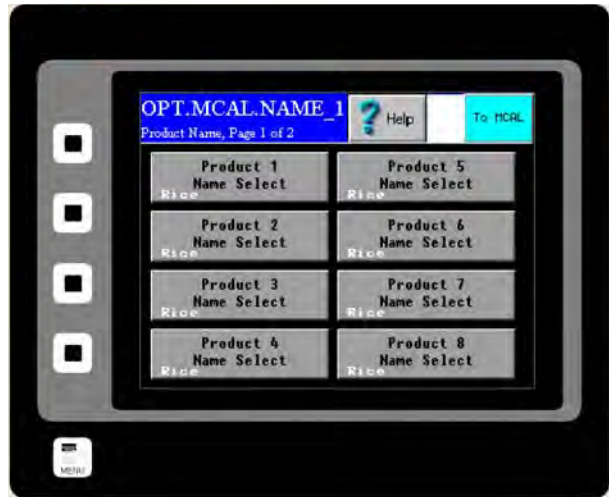 OPT.MCAL.NAME_1
Product Name, Page 1 of 2
Help
To MCAL
Product 1
Name Select
Rice
Product 5
Name Select
Rice
Product 2
Name Select
Rice
Product 6
Name Select
Rice
Product 3
Name Select
Rice
Product 7
Name Select
Rice
Product 4
Name Select
Rice
Product 8
Name Select
Rice
MENU